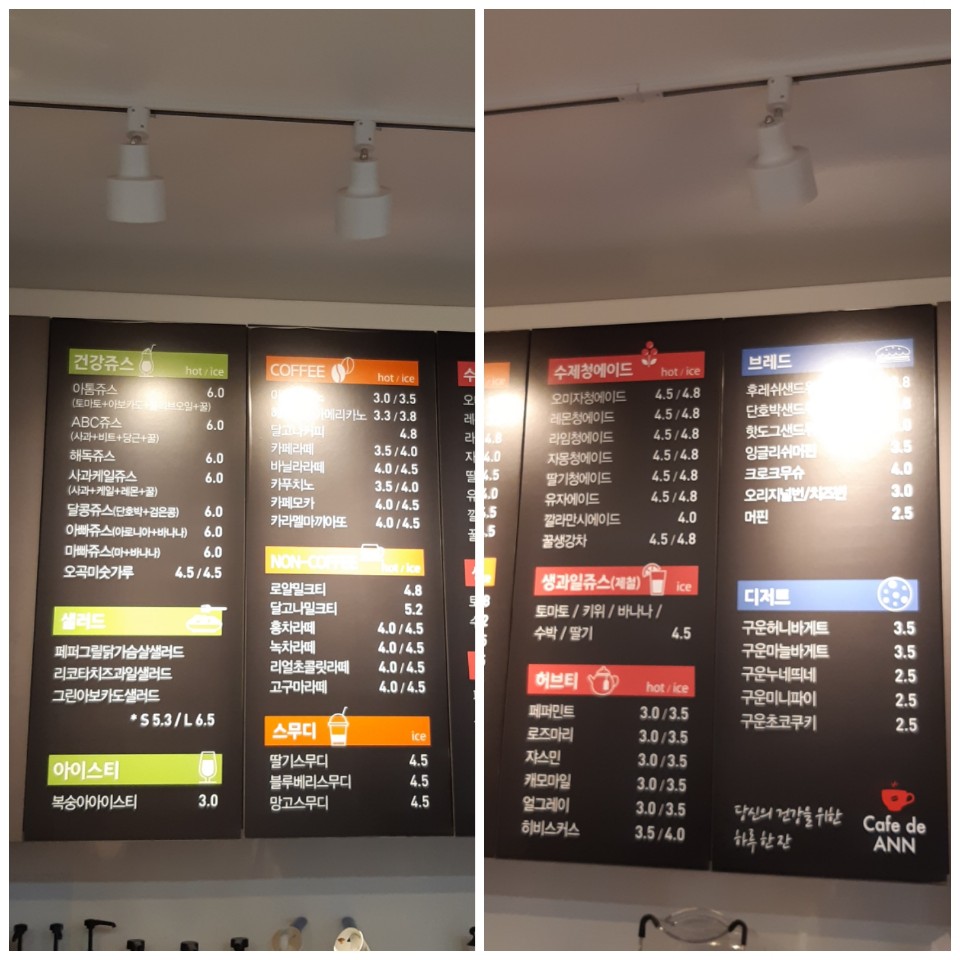 건강쥬스 hot / ice
아톰쥬스 6.0
(토마토+아보카도+ 브오일+꿀)
ABC쥬스 6.0
(사과+비트+당근+꿀)
해독쥬스 6.0
사과케일쥬스 6.0
(사과+케일+레몬+꿀)
달콩쥬스(단호박+검은콩) 6.0
아빠쥬스(아로니아+바나나) 6.0
마빠쥬스(마+바나나) 6.0
오곡미숫가루 4.5 / 4.5
샐러드
페퍼그릴닭가슴살샐러드
리코타치즈과일샐러드
그린아보카도샐러드
* S 5.3 / L 6.5
아이스티
복숭아아이스티 3.0
COFFEE hot / ice
3.0 / 3.5
메리카노 3.3 / 3.8
달고나커피 4.8
카페라떼 3.5 / 4.0
바닐라라떼 4.0 / 4.5
카푸치노 3.5 / 4.0
카페모카 4.0 / 4.5
카라멜마끼아또 4.0 / 4.5
NON-COFFEE hot / ice
로얄밀크티 4.8
달고나밀크티 5.2
홍차라떼 4.0 / 4.5
녹차라떼 4.0 / 4.5
리얼초콜릿라떼 4.0 / 4.5
고구마라떼 4.0 / 4.5
스무디 ice
딸기스무디 4.5
블루베리스무디 4.5
망고스무디 4.5
수제청에이드 hot / ice
오미자청에이드 4.5 / 4.8
레몬청에이드 4.5 / 4.8
라임청에이드 4.5 / 4.8
자몽청에이드 4.5 / 4.8
딸기청에이드 4.5 / 4.8
유자에이드 4.5 / 4.8
깔라만시에이드 4.0
꿀생강차 4.5 / 4.8
생과일쥬스(제철) ice
토마토 / 키위 / 바나나 /
수박 / 딸기 4.5
허브티 hot / ice
페퍼민트 3.0 / 3.5
로즈마리 3.0 / 3.5
쟈스민 3.0 / 3.5
캐모마일 3.0 / 3.5
얼그레이 3.0 / 3.5
히비스커스 3.5 / 4.0
브레드
후레쉬샌드
단호박샌드
핫도그샌드
잉글리쉬머핀 3.5
크로크무슈 4.0
오리지널번/치즈번 3.0
머핀 2.5
디저트
구운허니바게트 3.5
구운마늘바게트 3.5
구운누네띠네 2.5
구운미니파이 2.5
구운초코쿠키 2.5
당신의 건강을 위한
하루 한 잔
Cafe de
ANN